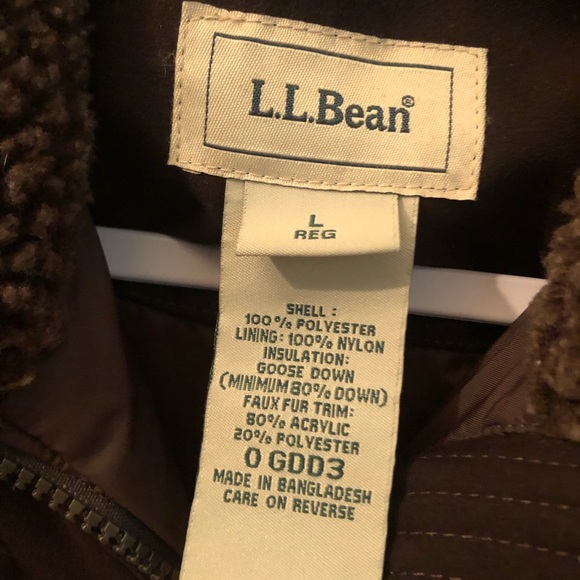 L.L.Bean®
L
REG
SHELL :
100% POLYESTER
LINING: 100% NYLON
INSULATION:
GOOSE DOWN
(MINIMUM 80% DOWN)
FAUX FUR TRIM:
80% ACRYLIC
20% POLYESTER
0 GDD3
MADE IN BANGLADESH
CARE ON REVERSE